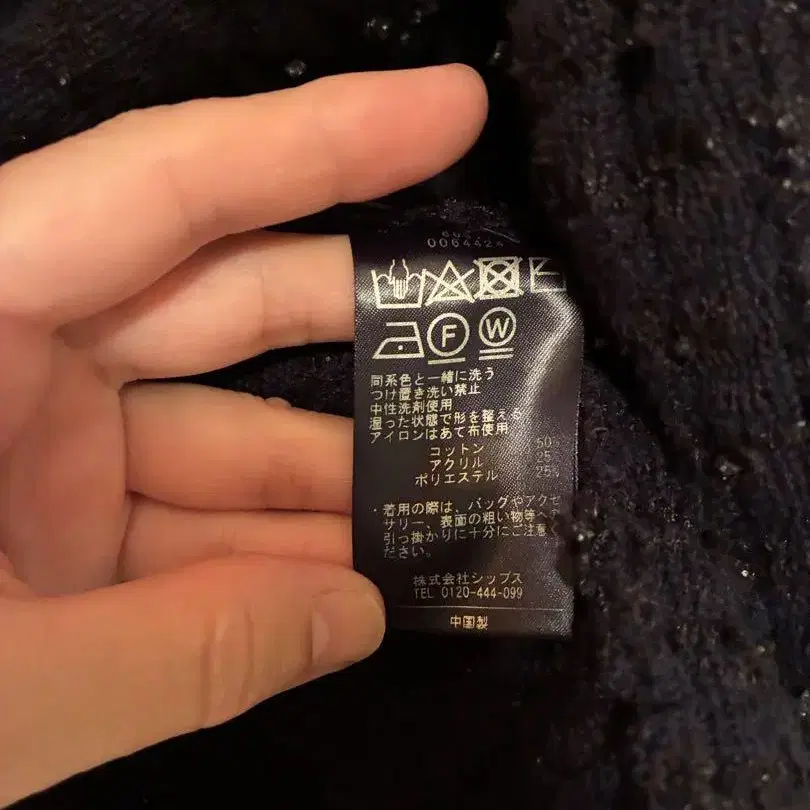 0064424
F W
同系色と一緒に洗う
つけ置き洗い禁止
中性洗剤使用
湿った状態で形を整える
アイロンはあて布使用
コットン 50%
アクリル 25
ポリエステル 25%
・着用の際は、バッグやアクセ
サリー、表面の粗い物等への
引っ掛かりに十分にご注意く
ださい。
株式会社シップス
TEL 0120-444-099